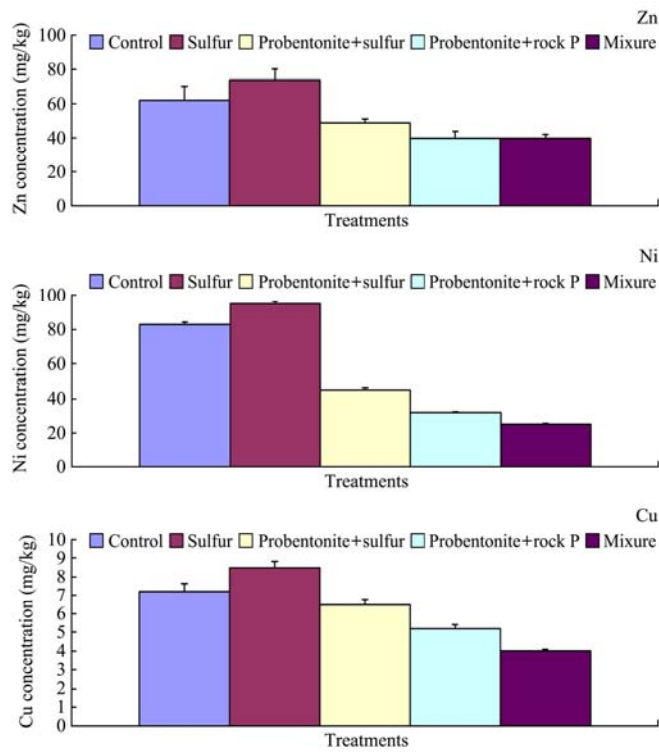 Zn
100
Control Sulfur Probentonite+sulfur Probentonite+rock P Mixure
80
60
40
20
0
Zn concentration (mg/kg)
Treatments
Ni
100
Control Sulfur Probentonite+sulfur Probentonite+rock P Mixure
80
60
40
20
0
Ni concentration (mg/kg)
Treatments
Cu
10
Control Sulfur Probentonite+sulfur Probentonite+rock P Mixure
9
8
7
6
5
4
3
2
1
0
Cu concentration (mg/kg)
Treatments